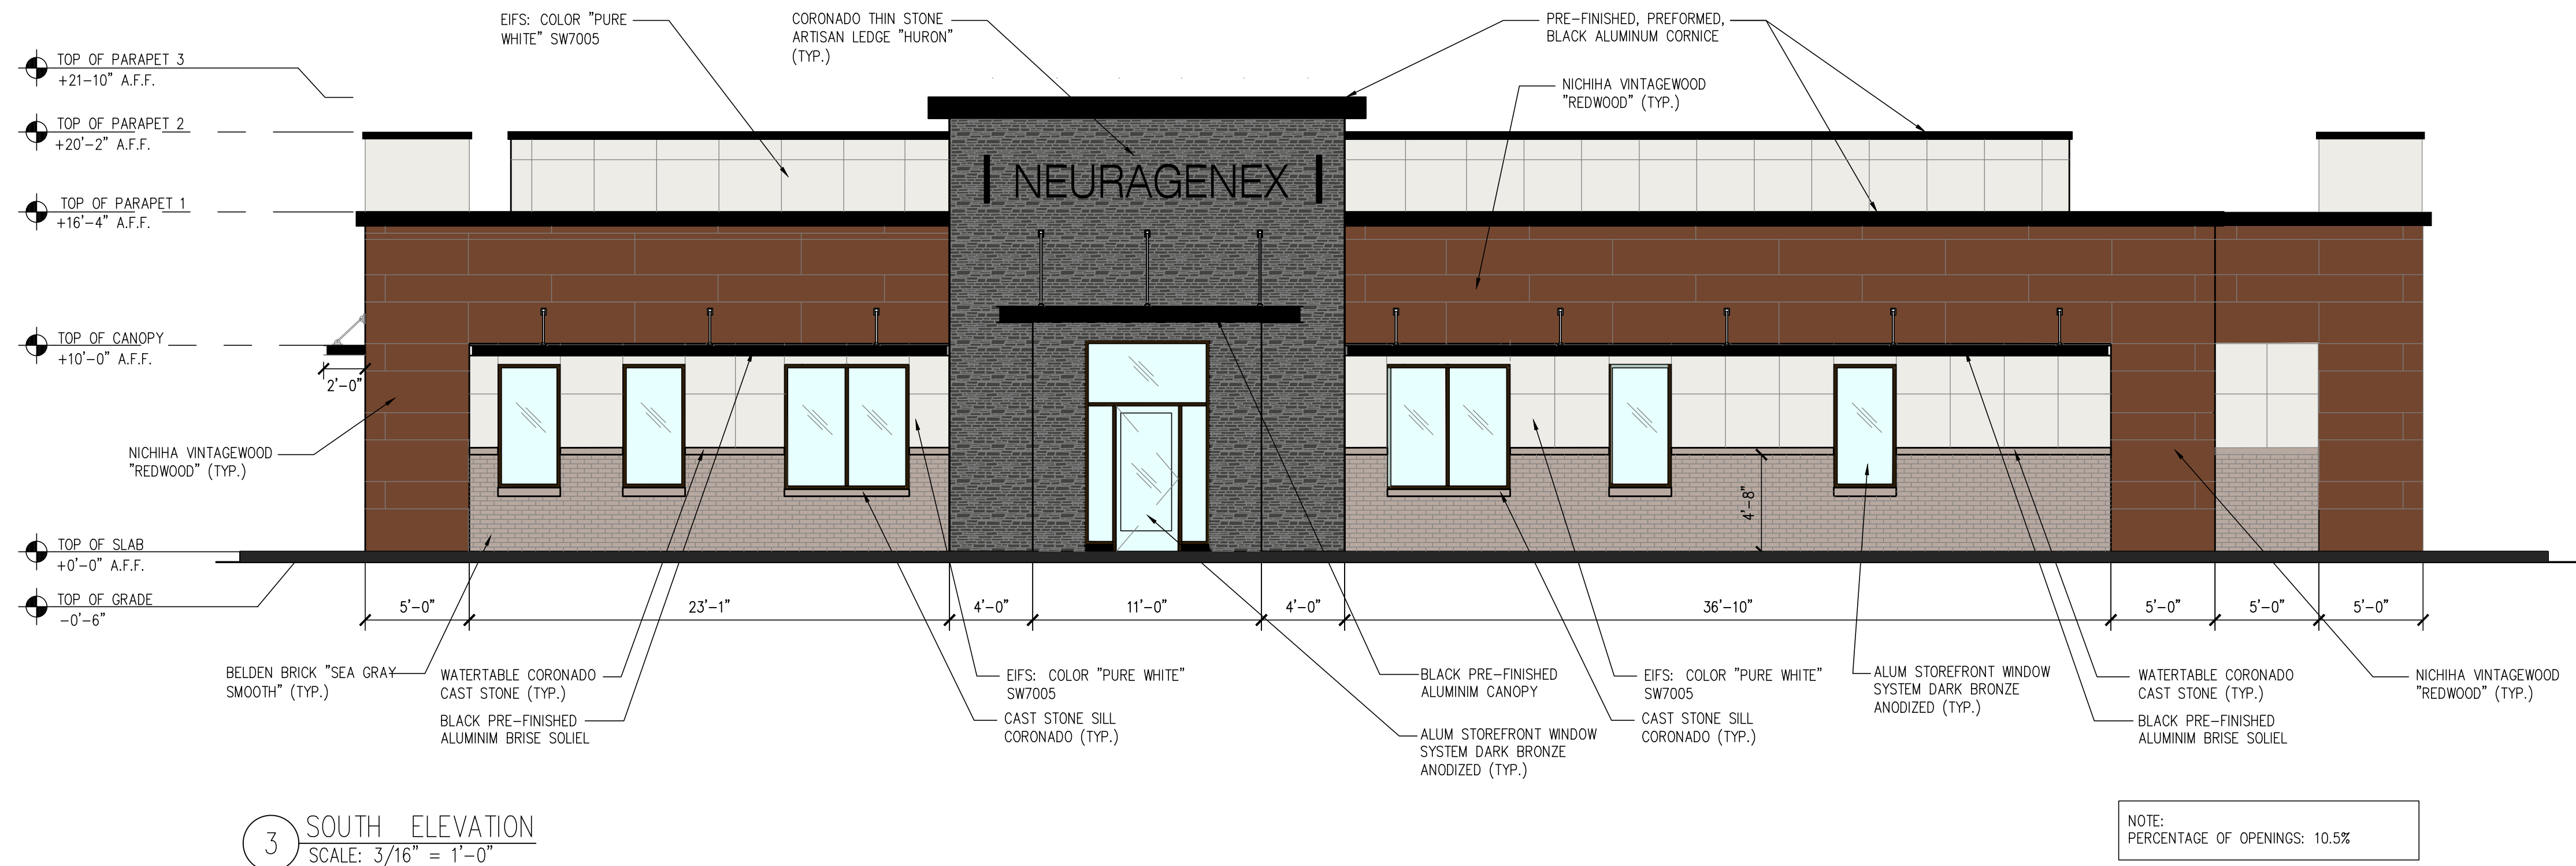 EIFS: COLOR "PURE
WHITE" SW7005
CORONADO THIN STONE
ARTISAN LEDGE "HURON"
(TYP.)
PRE-FINISHED, PREFORMED,
BLACK ALUMINUM CORNICE
NICHIHA VINTAGEWOOD
"REDWOOD" (TYP.)
TOP OF PARAPET 3
+21-10" A.F.F.
TOP OF PARAPET 2
+20'-2" A.F.F.
TOP OF PARAPET 1
+16'-4" A.F.F.
TOP OF CANOPY
+10'-0" A.F.F.
2'-0"
NICHIHA VINTAGEWOOD
"REDWOOD" (TYP.)
TOP OF SLAB
+0'-0" A.F.F.
TOP OF GRADE
-0'-6"
NEURAGENEX
4'-8"
5'-0" 23'-1" 4'-0" 11'-0" 4'-0" 36'-10" 5'-0" 5'-0" 5'-0"
BELDEN BRICK "SEA GRAY
SMOOTH" (TYP.)
WATERTABLE CORONADO
CAST STONE (TYP.)
BLACK PRE-FINISHED
ALUMINIM BRISE SOLIEL
EIFS: COLOR "PURE WHITE"
SW7005
CAST STONE SILL
CORONADO (TYP.)
BLACK PRE-FINISHED
ALUMINIM CANOPY
ALUM STOREFRONT WINDOW
SYSTEM DARK BRONZE
ANODIZED (TYP.)
EIFS: COLOR "PURE WHITE"
SW7005
CAST STONE SILL
CORONADO (TYP.)
ALUM STOREFRONT WINDOW
SYSTEM DARK BRONZE
ANODIZED (TYP.)
WATERTABLE CORONADO
CAST STONE (TYP.)
BLACK PRE-FINISHED
ALUMINIM BRISE SOLIEL
NICHIHA VINTAGEWOOD
"REDWOOD" (TYP.)
3
SOUTH ELEVATION
SCALE: 3/16" = 1'-0"
NOTE:
PERCENTAGE OF OPENINGS: 10.5%